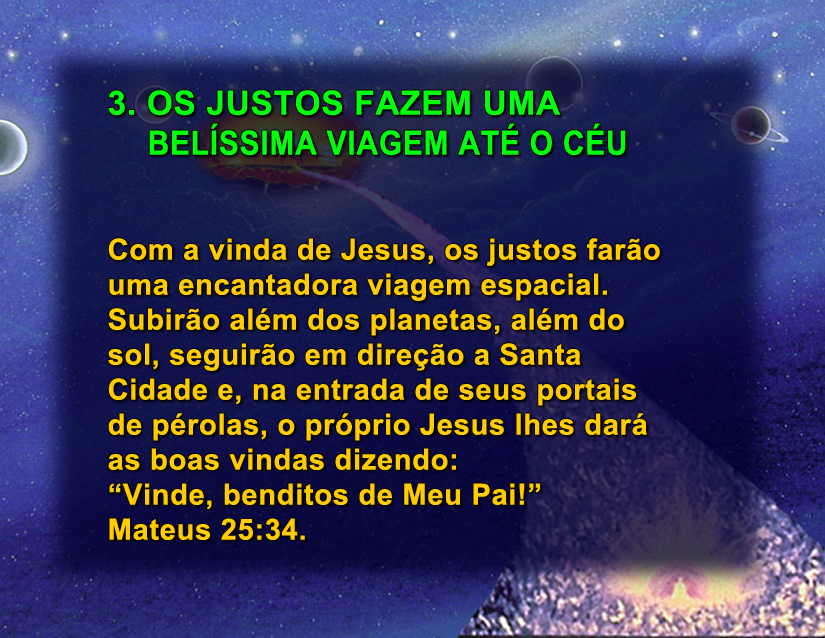 3. OS JUSTOS FAZEM UMA
BELÍSSIMA VIAGEM ATÉ O CÉU
Com a vinda de Jesus, os justos farão
uma encantadora viagem espacial.
Subirão além dos planetas, além do
sol, seguirão em direção a Santa
Cidade e, na entrada de seus portais
de pérolas, o próprio Jesus lhes dará
as boas vindas dizendo:
“Vinde, benditos de Meu Pai!”
Mateus 25:34.